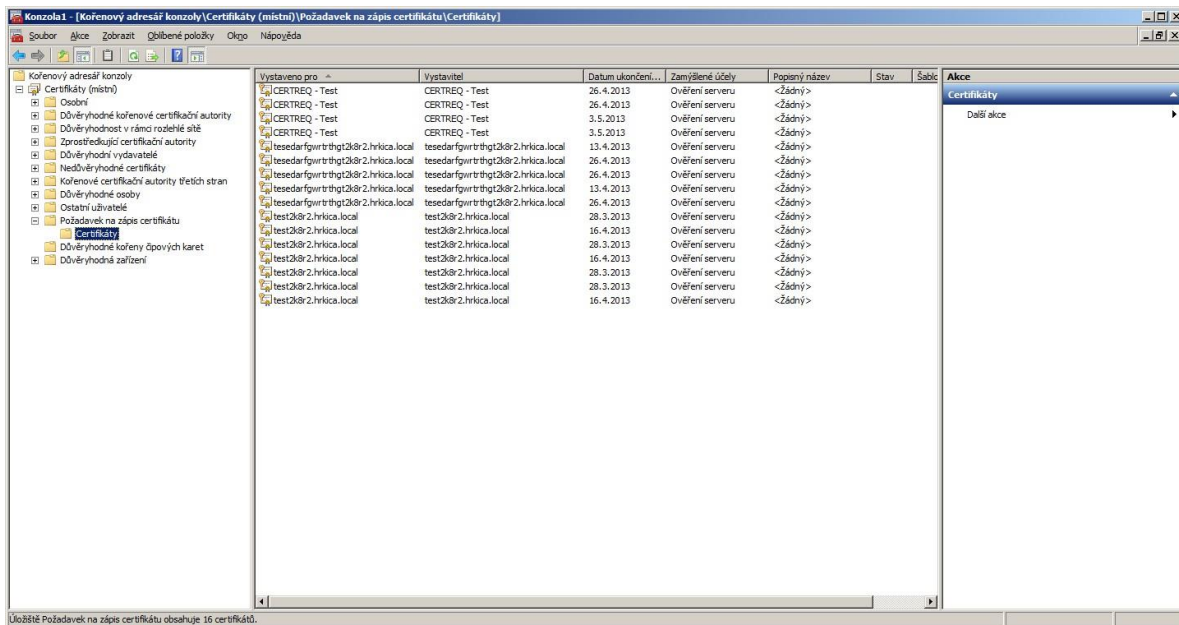 Konzola1 - [Kořenový adresář konzoly\Certifikáty (místní)\Požadavek na zápis certifikátu\Certifikáty]
Soubor Akce Zobrazit Oblíbené položky Okno Nápověda
Kořenový adresář konzoly
Certifikáty (místní)
Osobní
Důvěryhodné kořenové certifikační autority
Důvěryhodnost v rámci rozlehlé sítě
Zprostředkující certifikační autority
Důvěryhodní vydavatelé
Nedůvěryhodné certifikáty
Kořenové certifikační autority třetích stran
Důvěryhodné osoby
Ostatní uživatelé
Požadavek na zápis certifikátu
Certifikáty
Důvěryhodné kořeny čipových karet
Důvěryhodná zařízení
Vystaveno pro Vystavitel Datum ukončení... Zamýšlené účely Popisný název Stav Šablo
CERTREQ - Test CERTREQ - Test 26.4.2013 Ověření serveru <Žádný>
CERTREQ - Test CERTREQ - Test 26.4.2013 Ověření serveru <Žádný>
CERTREQ - Test CERTREQ - Test 3.5.2013 Ověření serveru <Žádný>
CERTREQ - Test CERTREQ - Test 3.5.2013 Ověření serveru <Žádný>
tesedarfgwrtrthgt2k8r2.hrkica.local tesedarfgwrtrthgt2k8r2.hrkica.local 13.4.2013 Ověření serveru <Žádný>
tesedarfgwrtrthgt2k8r2.hrkica.local tesedarfgwrtrthgt2k8r2.hrkica.local 26.4.2013 Ověření serveru <Žádný>
tesedarfgwrtrthgt2k8r2.hrkica.local tesedarfgwrtrthgt2k8r2.hrkica.local 26.4.2013 Ověření serveru <Žádný>
tesedarfgwrtrthgt2k8r2.hrkica.local tesedarfgwrtrthgt2k8r2.hrkica.local 13.4.2013 Ověření serveru <Žádný>
tesedarfgwrtrthgt2k8r2.hrkica.local tesedarfgwrtrthgt2k8r2.hrkica.local 26.4.2013 Ověření serveru <Žádný>
test2k8r2.hrkica.local test2k8r2.hrkica.local 28.3.2013 Ověření serveru <Žádný>
test2k8r2.hrkica.local test2k8r2.hrkica.local 16.4.2013 Ověření serveru <Žádný>
test2k8r2.hrkica.local test2k8r2.hrkica.local 28.3.2013 Ověření serveru <Žádný>
test2k8r2.hrkica.local test2k8r2.hrkica.local 16.4.2013 Ověření serveru <Žádný>
test2k8r2.hrkica.local test2k8r2.hrkica.local 28.3.2013 Ověření serveru <Žádný>
test2k8r2.hrkica.local test2k8r2.hrkica.local 28.3.2013 Ověření serveru <Žádný>
test2k8r2.hrkica.local test2k8r2.hrkica.local 16.4.2013 Ověření serveru <Žádný>
Akce
Certifikáty
Další akce
Úložiště Požadavek na zápis certifikátu obsahuje 16 certifikátů.